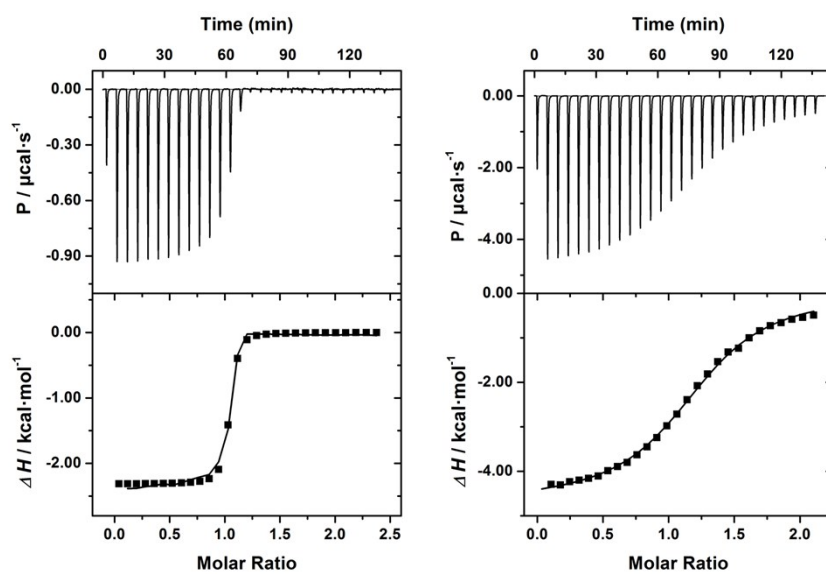 Time (min)
0 30 60 90 120
P / µcal·s⁻¹
0.00
-0.30
-0.60
-0.90
ΔH / kcal·mol⁻¹
0.00
-1.00
-2.00
0.0 0.5 1.0 1.5 2.0 2.5
Molar Ratio
Time (min)
0 30 60 90 120
P / µcal·s⁻¹
0.00
-2.00
-4.00
0.00
ΔH / kcal·mol⁻¹
-2.00
-4.00
0.0 0.5 1.0 1.5 2.0
Molar Ratio